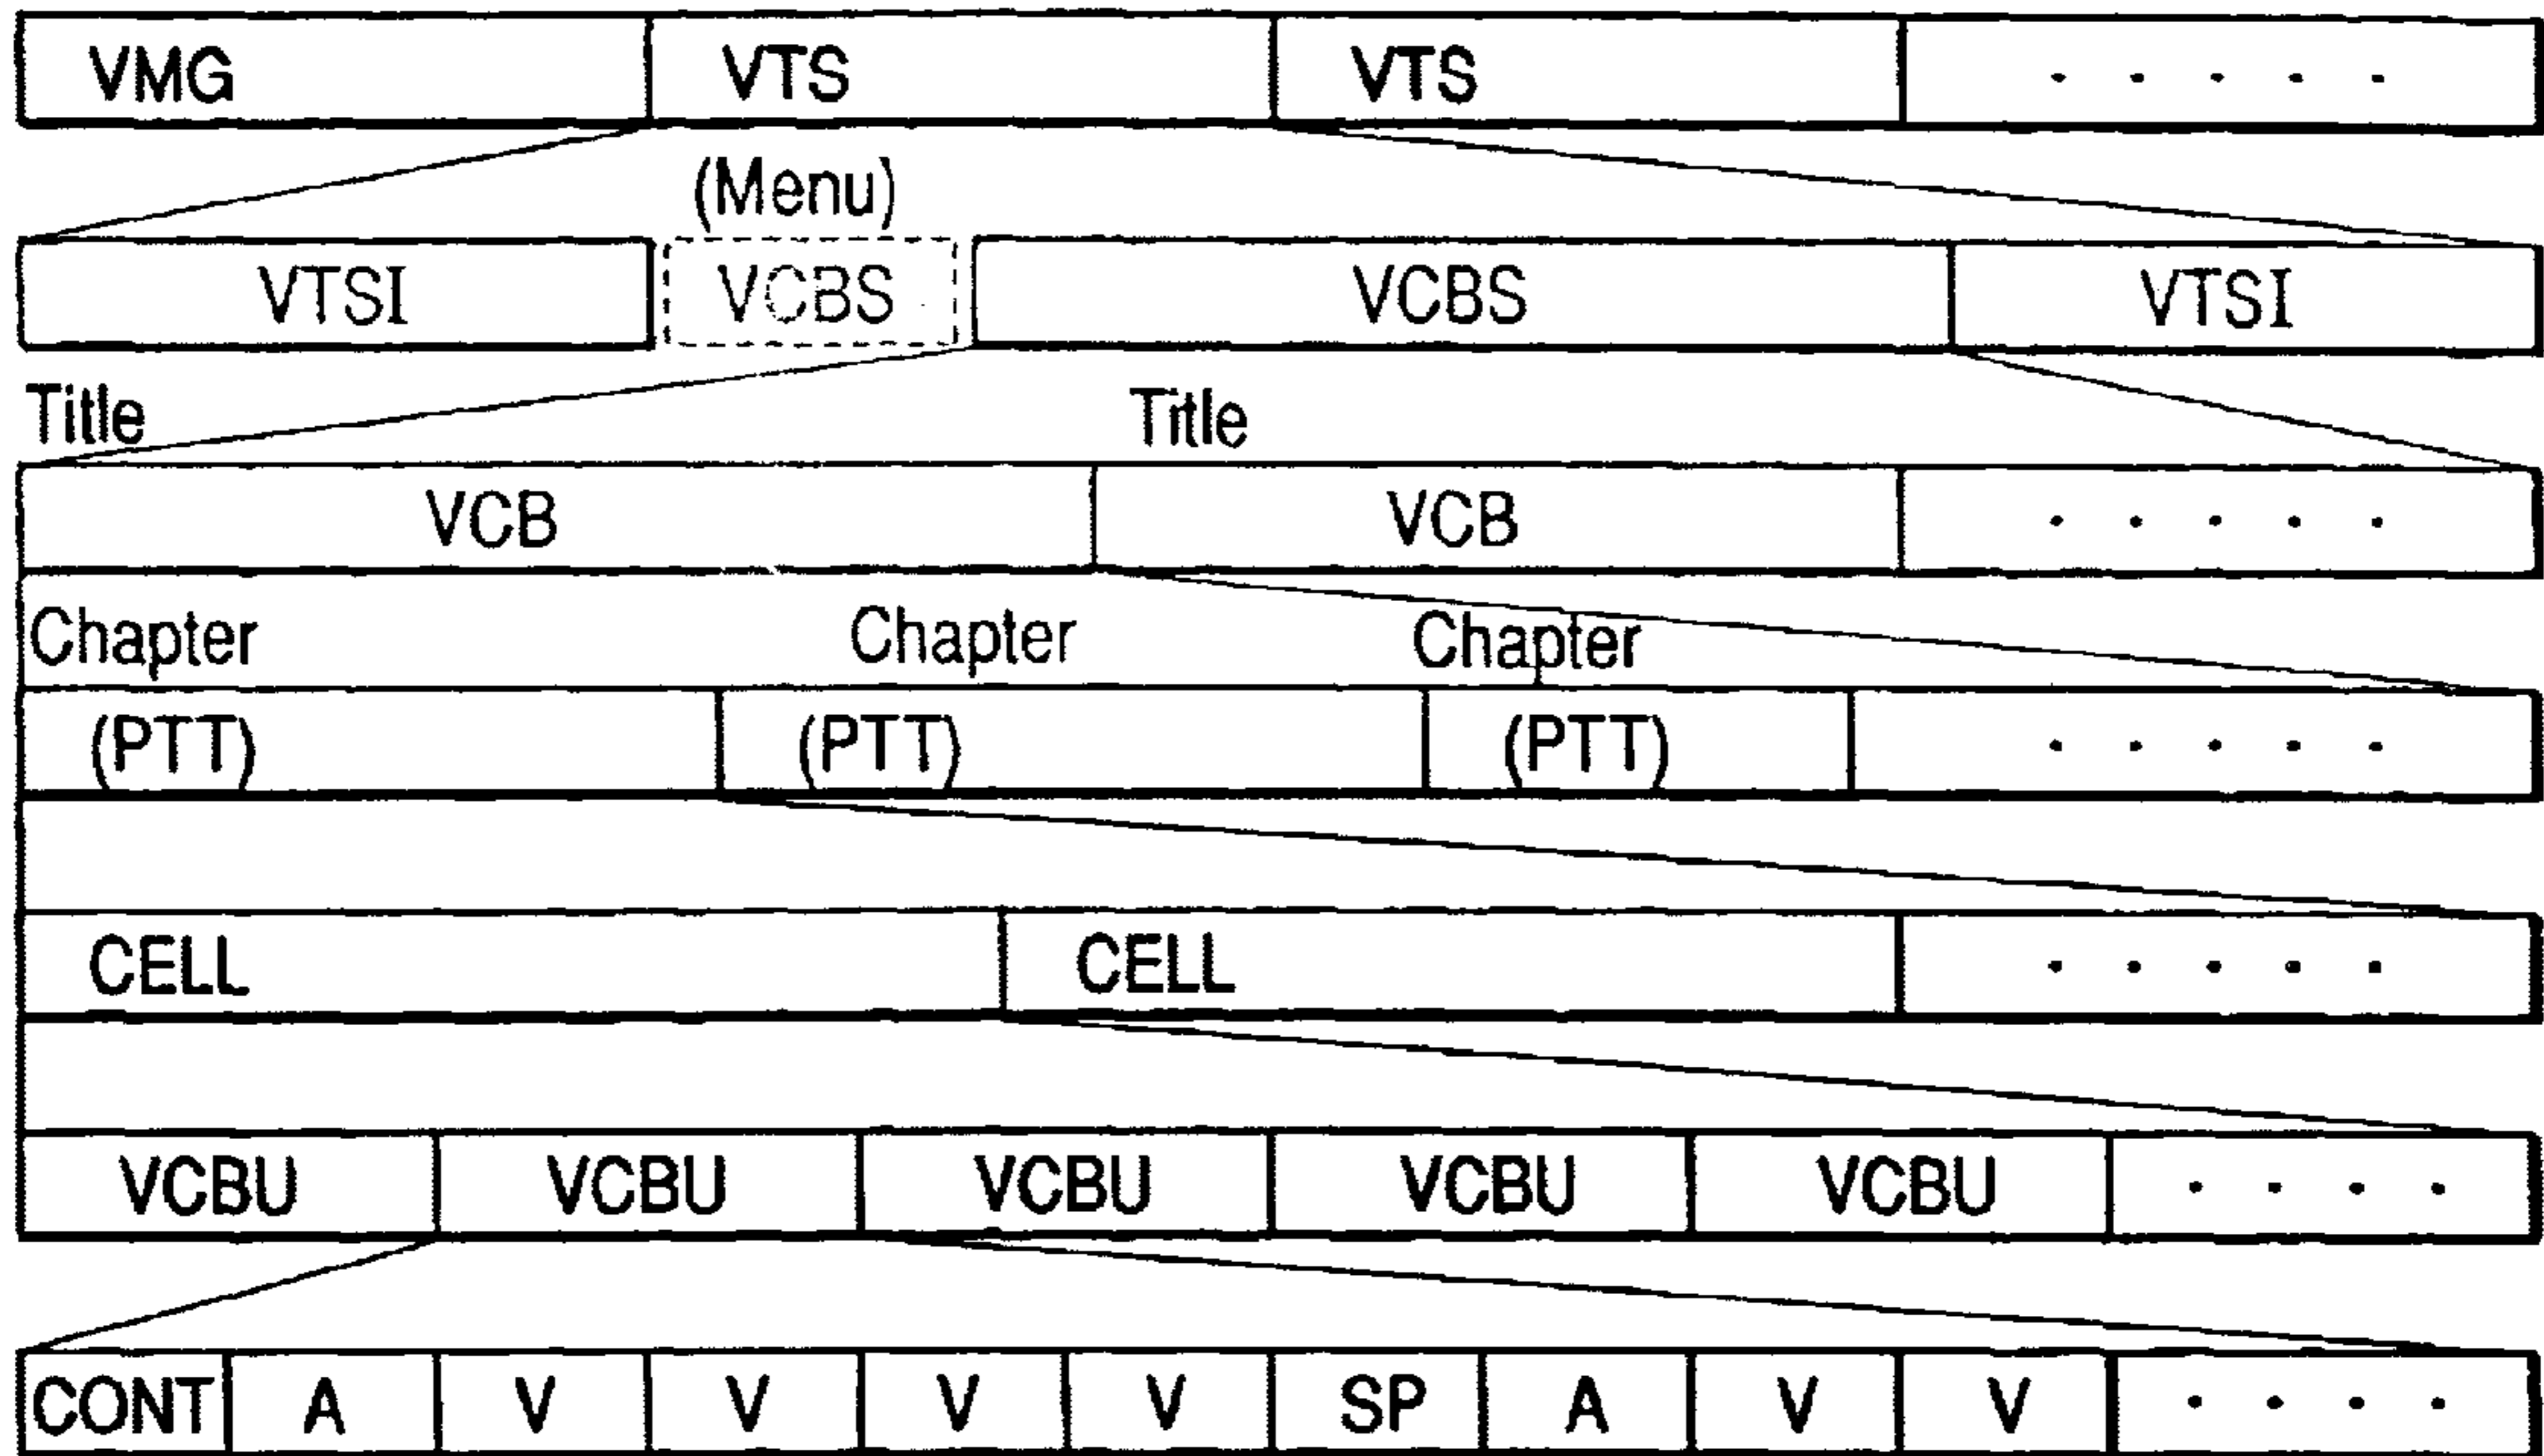 VMG VTS VTS . . . . .
(Menu)
VTSI VCBS VCBS VTSI
Title Title
VCB VCB . . . . .
Chapter Chapter Chapter
(PTT) (PTT) (PTT) . . . . .
CELL CELL . . . . .
VCBU VCBU VCBU VCBU VCBU . . . .
CONT A V V V V SP A V V . . . .